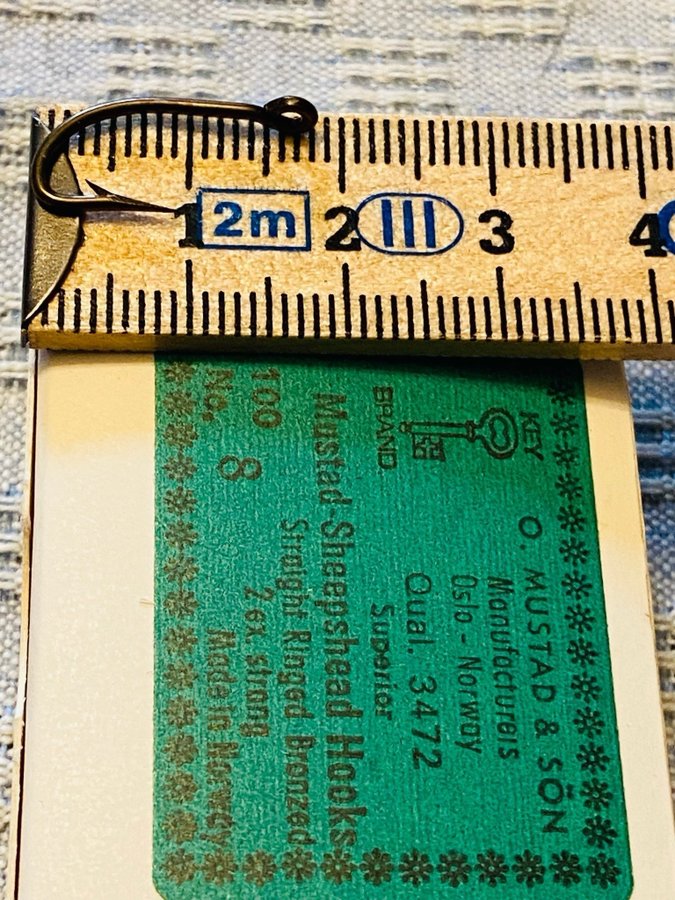 1 2m 2 III 3 4
KEY
BRAND.
O. MUSTAD & SÖN
Manufacturers
Oslo - Norway
Qual. 3472
Superior
Mustad-Sheepshead Hooks
Straight Ringed Bronzed
2 ex strong
Made in Norway
100
No. 8